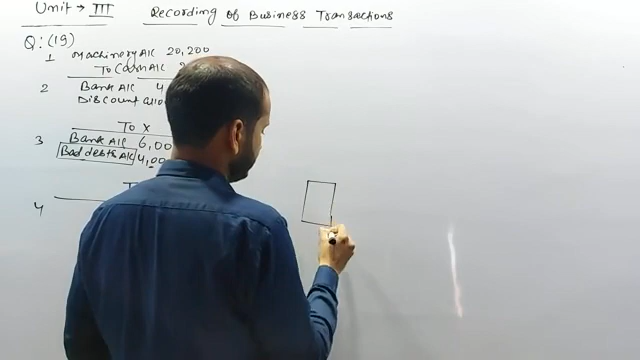 Unit → III Recording of Business Transactions
Q: (19)
1 Machinery A/C 20,200
To Cash A/C
2 Bank A/C 4
Discount allo
To X
3 Bank A/C 6,00
Bad debts A/C 4,00
T
4